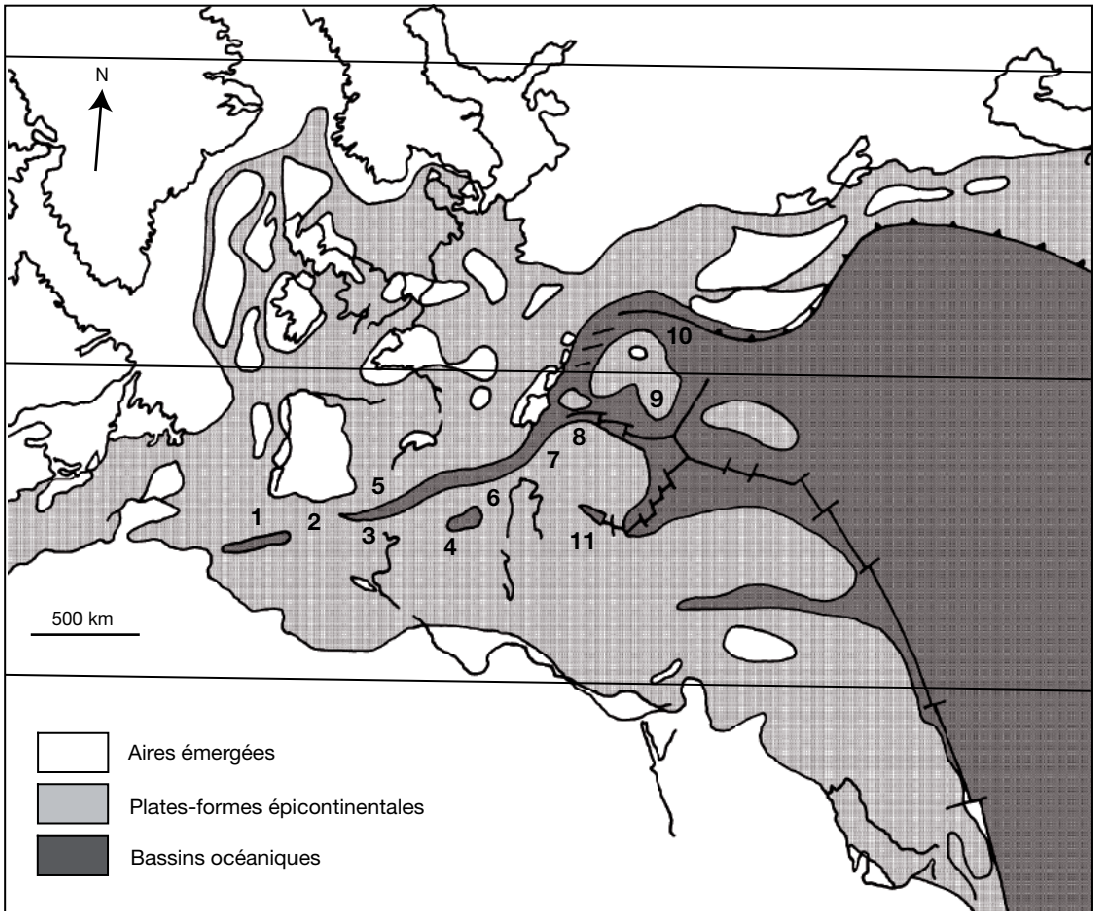 N
10
9
8
7
5
6
1
2
3
4
11
500 km
Aires émergées
Plates-formes épicontinentales
Bassins océaniques